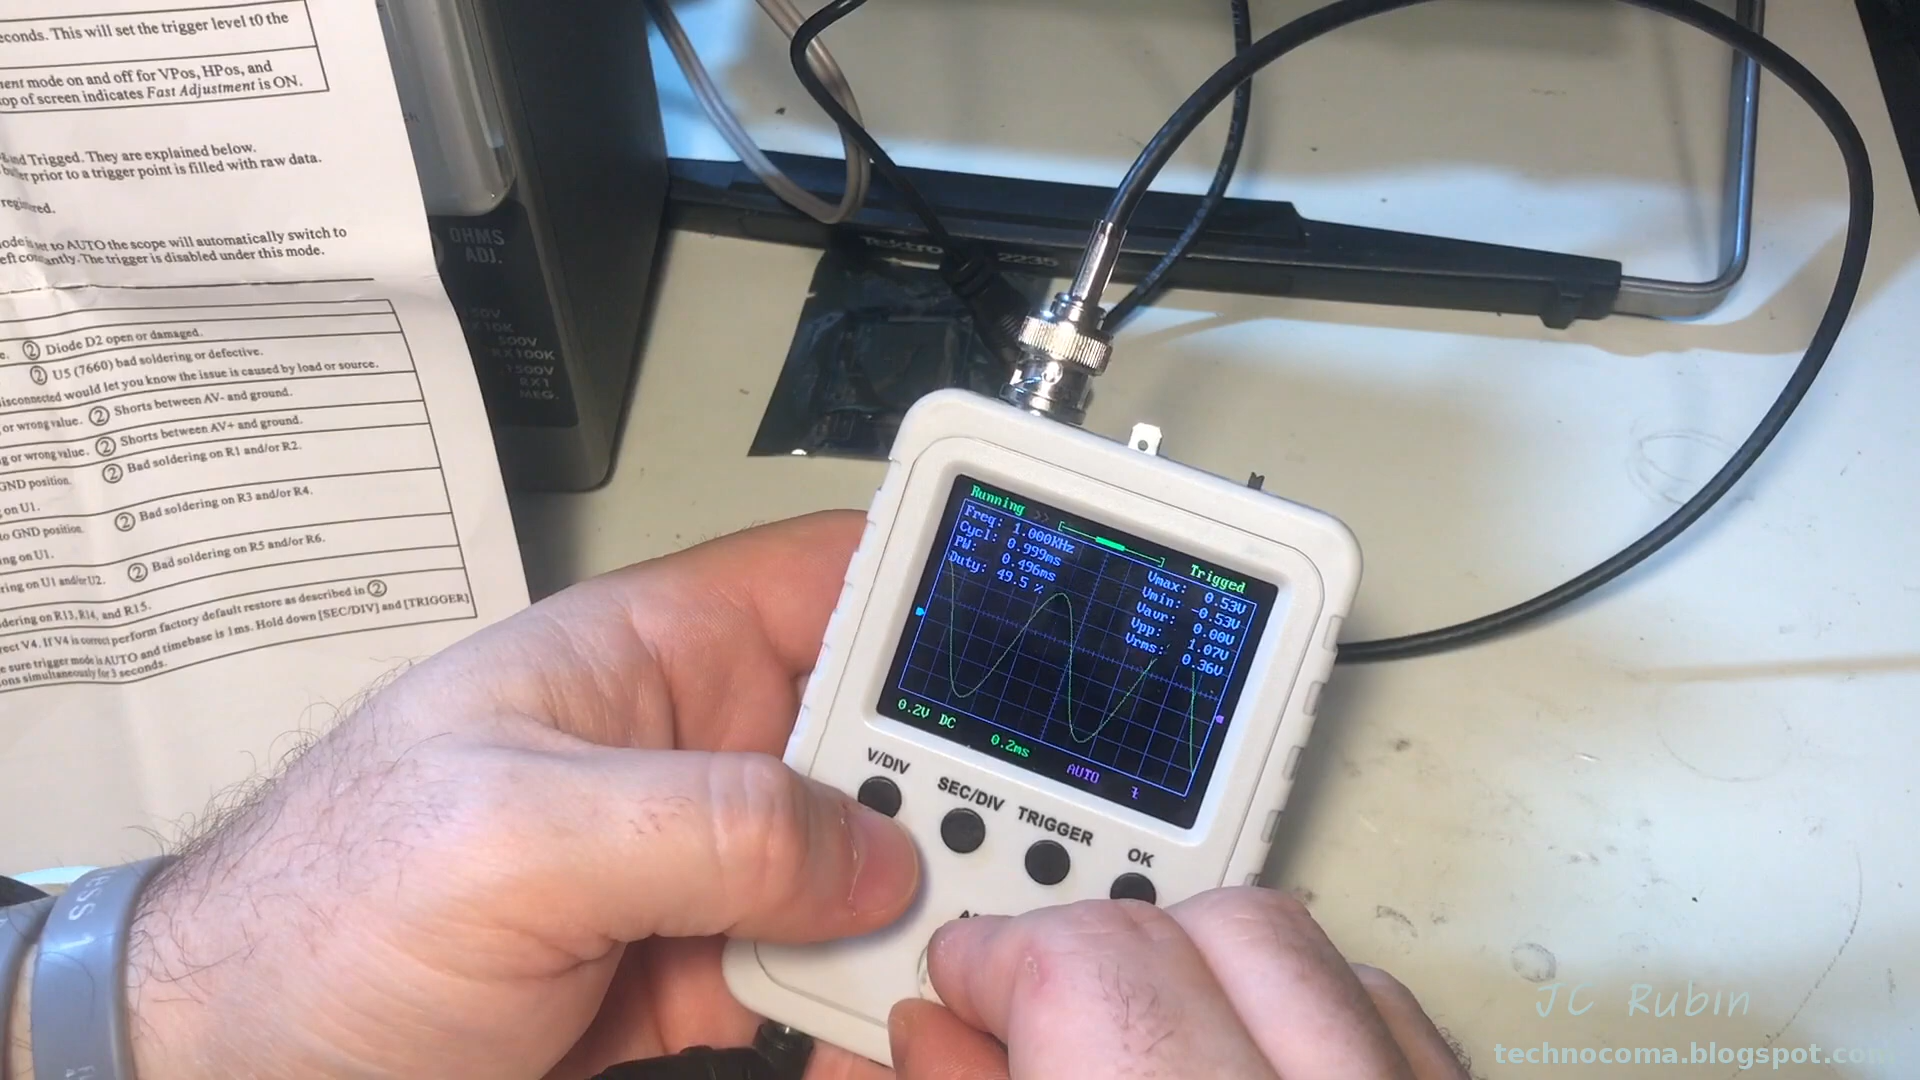 econds. This will set the trigger level t0 the
ment mode on and off for VPos, HPos, and
top of screen indicates Fast Adjustment is ON.
and Trigged. They are explained below.
prior to a trigger point is filled with raw data.
registered.
set to AUTO the scope will automatically switch to
The trigger is disabled under this mode.
e. ② Diode D2 open or damaged.
② U5 (7660) bad soldering or defective.
disconnected would let you know the issue is caused by load or source.
or wrong value. ② Shorts between AV- and ground.
g or wrong value. ② Shorts between AV+ and ground.
GND position. ② Bad soldering on R1 and/or R2.
on U1.
to GND position. ② Bad soldering on R3 and/or R4.
ng on U1.
ring on U1 and/or U2. ② Bad soldering on R5 and/or R6.
dering on R13, R14, and R15.
rect V4. If V4 is correct perform factory default restore as described in ②
e sure trigger mode is AUTO and timebase is 1ms. Hold down [SEC/DIV] and [TRIGGER]
ons simultaneously for 3 seconds.
OHMS
ADJ.
50V
X10K
500V
RX100K
1500V
RX1
MEG.
Tektro
2235
Running >>
Freq: 1.000KHz
Cycl: 0.999ms
PW: 0.496ms
Duty: 49.5 %
Trigged
Vmax: 0.53V
Vmin: -0.53V
Vavr: 0.00V
Vpp: 1.07V
Vrms: 0.36V
0.2V DC
0.2ms
AUTO
V/DIV
SEC/DIV
TRIGGER
OK
ESS
JC Rubin
technocoma.blogspot.com